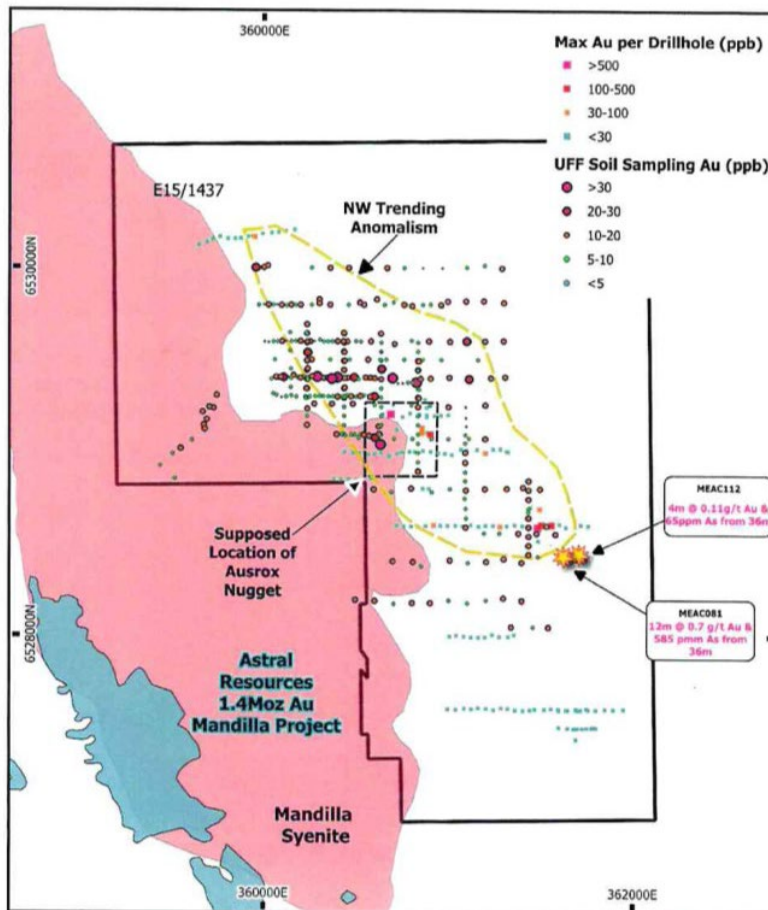 360000E
Max Au per Drillhole (ppb)
>500
100-500
30-100
<30
UFF Soil Sampling Au (ppb)
>30
20-30
10-20
5-10
<5
E15/1437
NW Trending
Anomalism
6530000N
MEAC112
4m @ 0.11g/t Au &
65ppm As from 36m
Supposed
Location of
Ausrox
Nugget
MEAC081
12m @ 0.7 g/t Au &
585 pmm As from
36m
6528000N
Astral
Resources
1.4Moz Au
Mandilla Project
Mandilla
Syenite
360000E
362000E